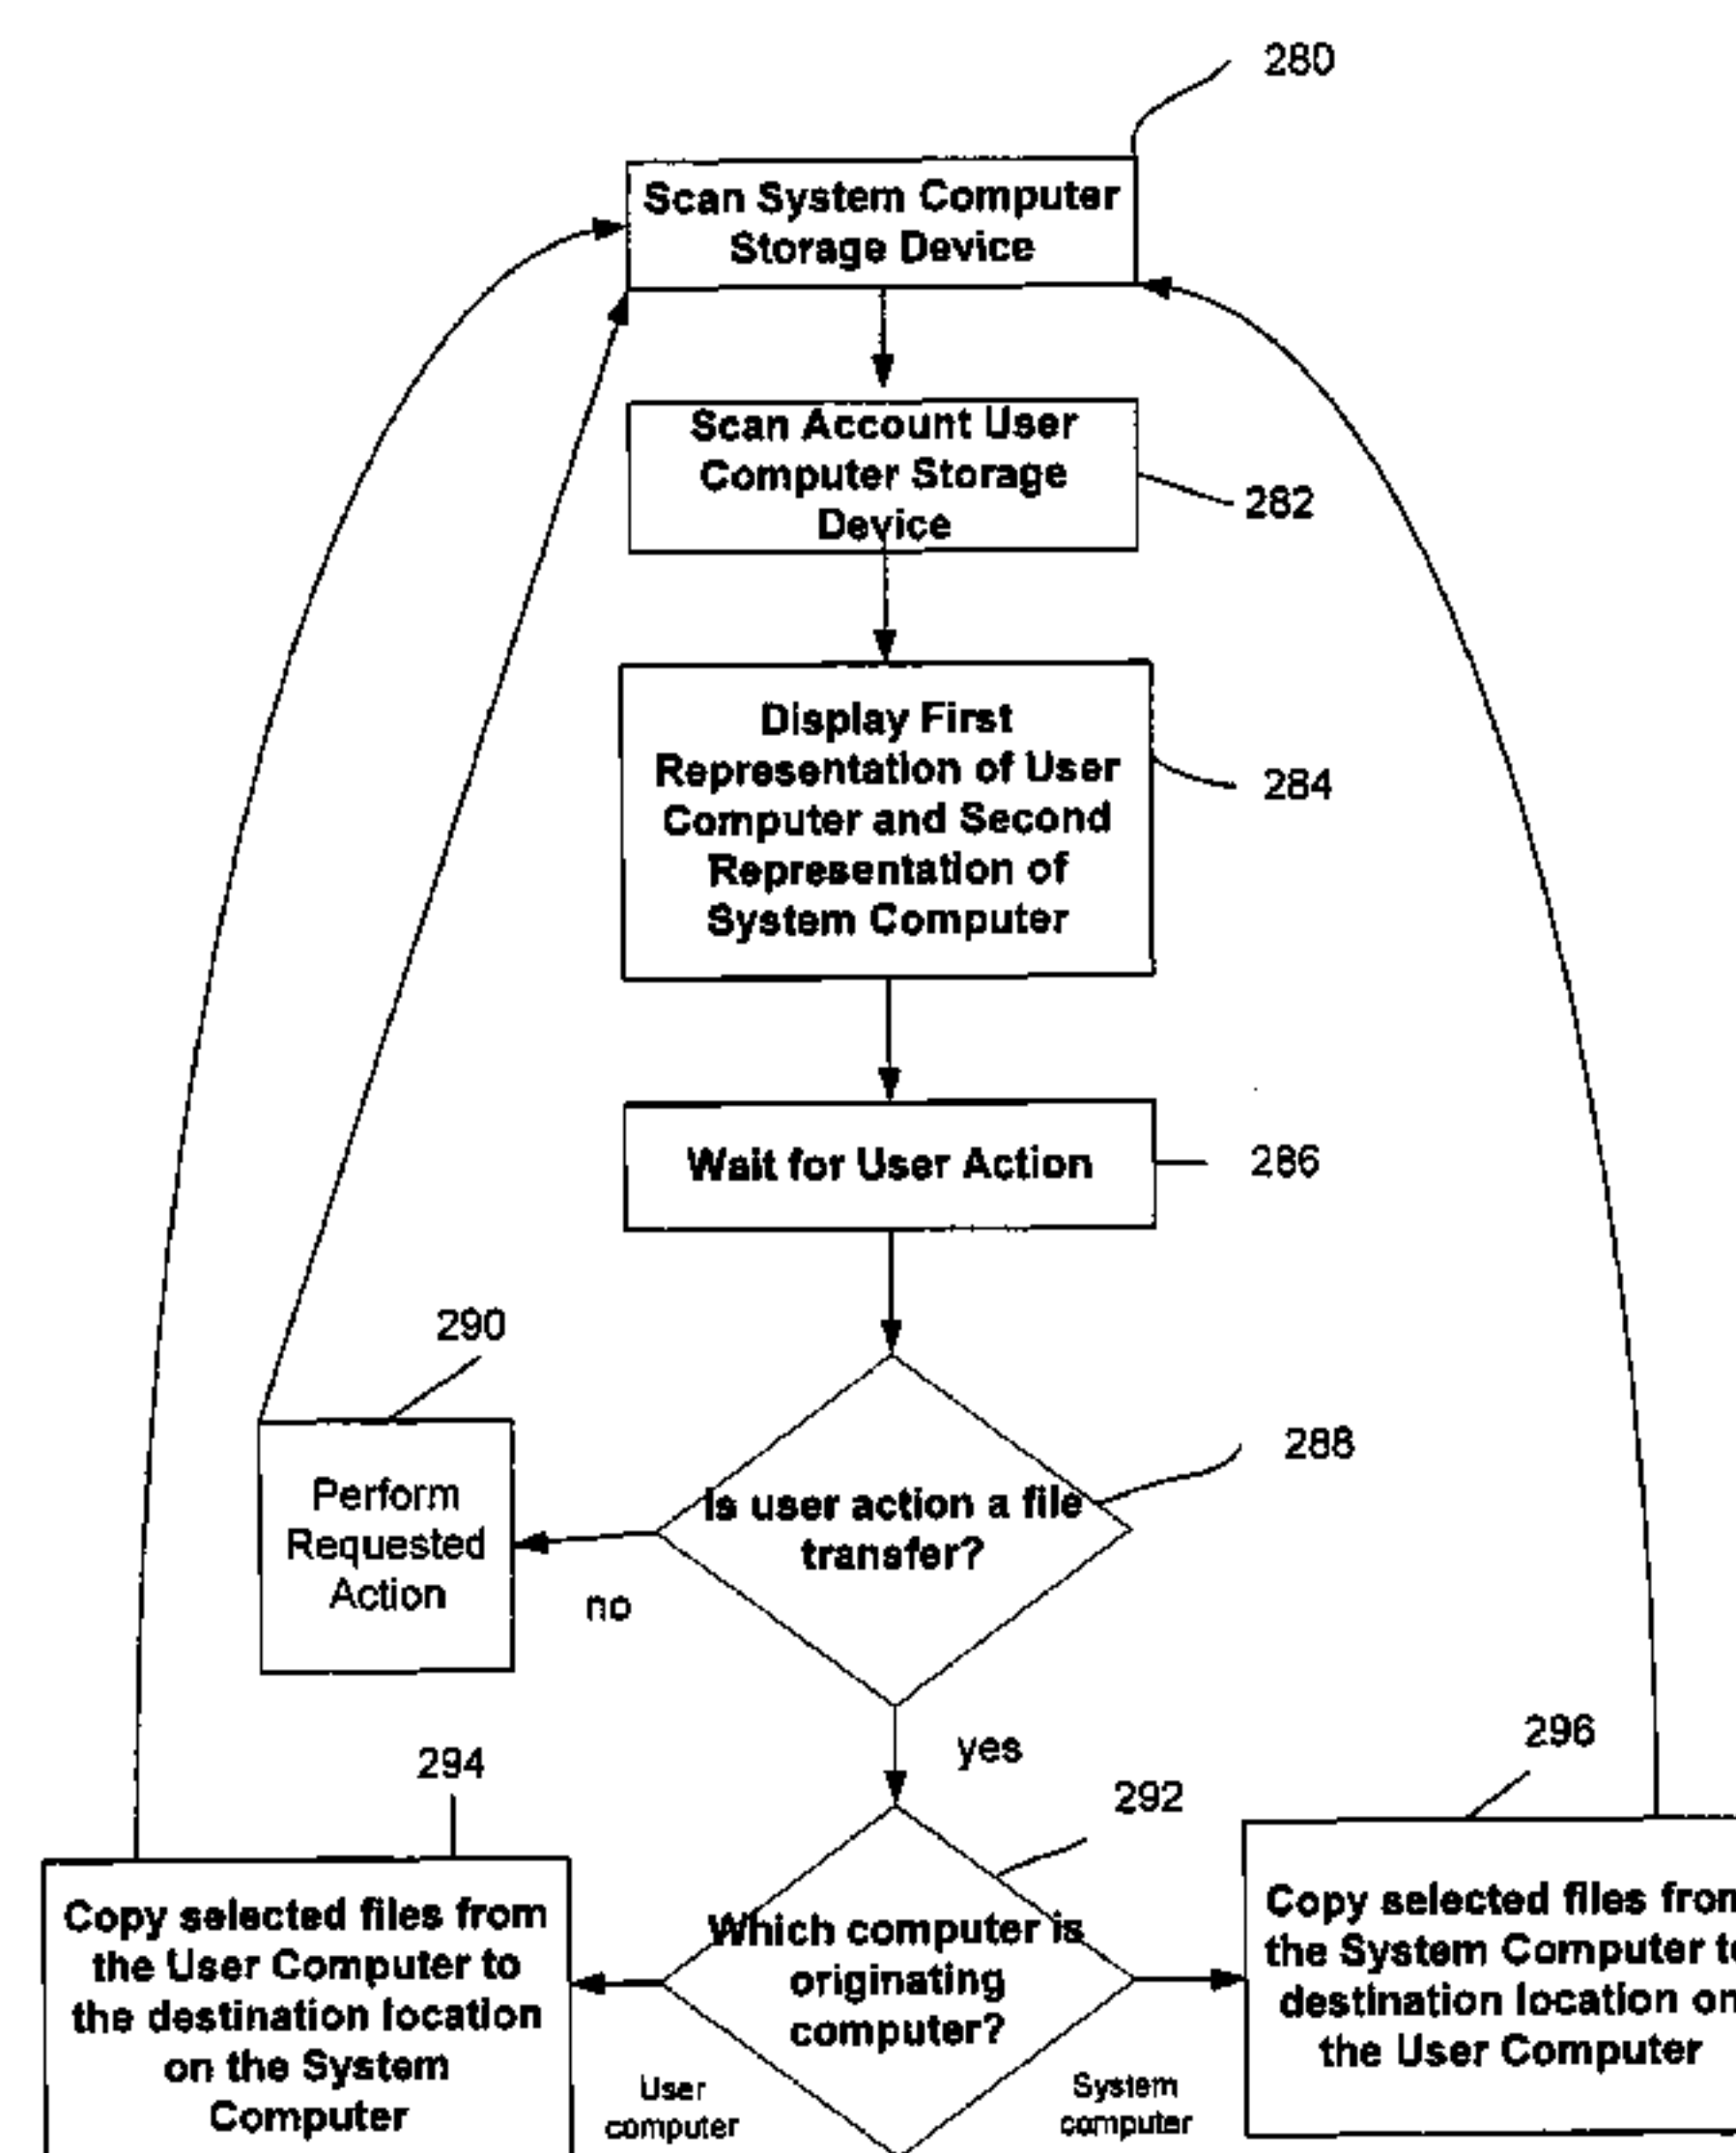 280
Scan System Computer
Storage Device
Scan Account User
Computer Storage
Device
282
Display First
Representation of User
Computer and Second
Representation of
System Computer
284
Wait for User Action
286
290
288
Perform
Requested
Action
Is user action a file
transfer?
no
yes
294
292
296
Copy selected files from
the User Computer to
the destination location
on the System
Computer
Which computer is
originating
computer?
User
computer
System
computer
Copy selected files
the System Computer
destination location on
the User Computer